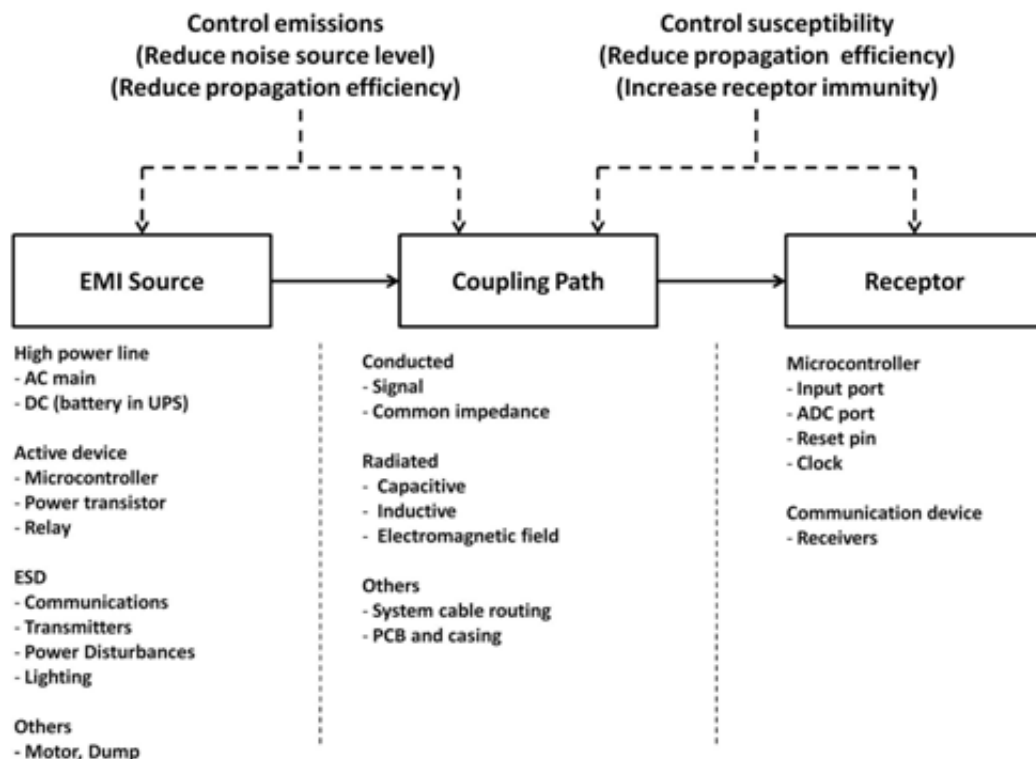 Control emissions
(Reduce noise source level)
(Reduce propagation efficiency)
Control susceptibility
(Reduce propagation efficiency)
(Increase receptor immunity)
EMI Source
Coupling Path
Receptor
High power line
- AC main
- DC (battery in UPS)
Active device
- Microcontroller
- Power transistor
- Relay
ESD
- Communications
- Transmitters
- Power Disturbances
- Lighting
Others
- Motor, Dump
Conducted
- Signal
- Common impedance
Radiated
- Capacitive
- Inductive
- Electromagnetic field
Others
- System cable routing
- PCB and casing
Microcontroller
- Input port
- ADC port
- Reset pin
- Clock
Communication device
- Receivers